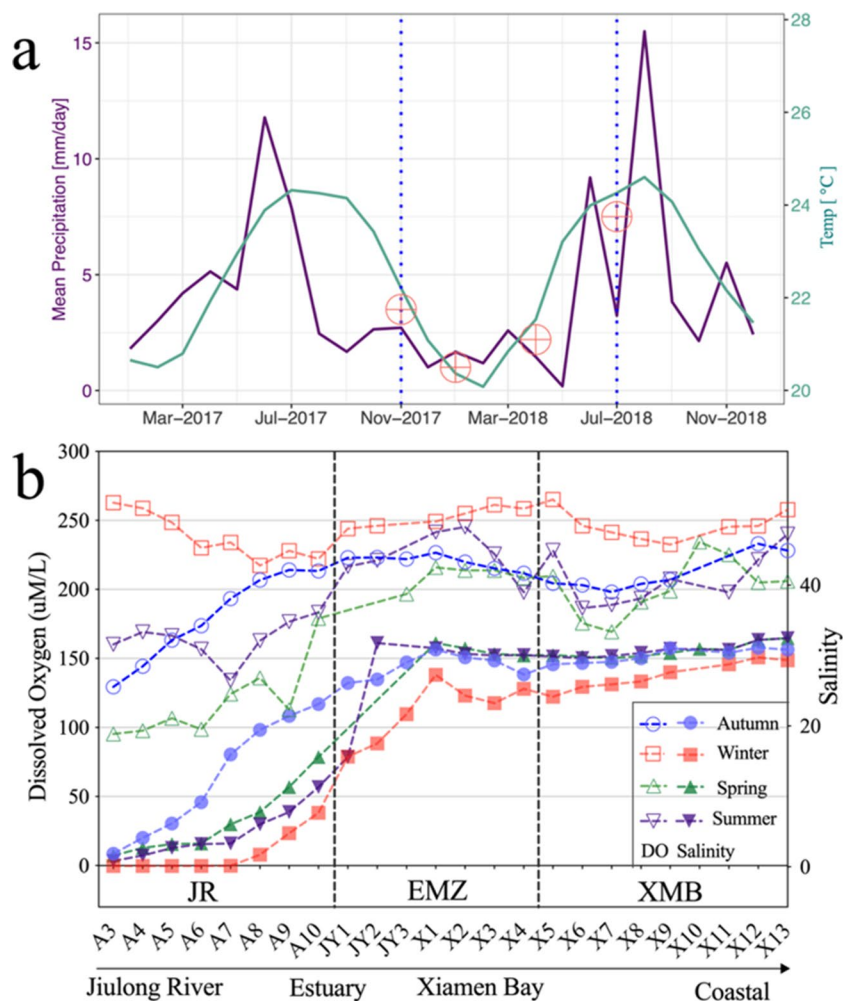 a
Mean Precipitation [mm/day]
15
10
5
0
28
26
24
22
20
Temp [ °C]
Mar–2017 Jul–2017 Nov–2017 Mar–2018 Jul–2018 Nov–2018
b
Dissolved Oxygen (uM/L)
300
250
200
150
100
50
0
40
20
0
Salinity
Autumn
Winter
Spring
Summer
DO Salinity
JR EMZ XMB
A3 A4 A5 A6 A7 A8 A9 A10 JY1 JY2 JY3 X1 X2 X3 X4 X5 X6 X7 X8 X9 X10 X11 X12 X13
Jiulong River Estuary Xiamen Bay Coastal